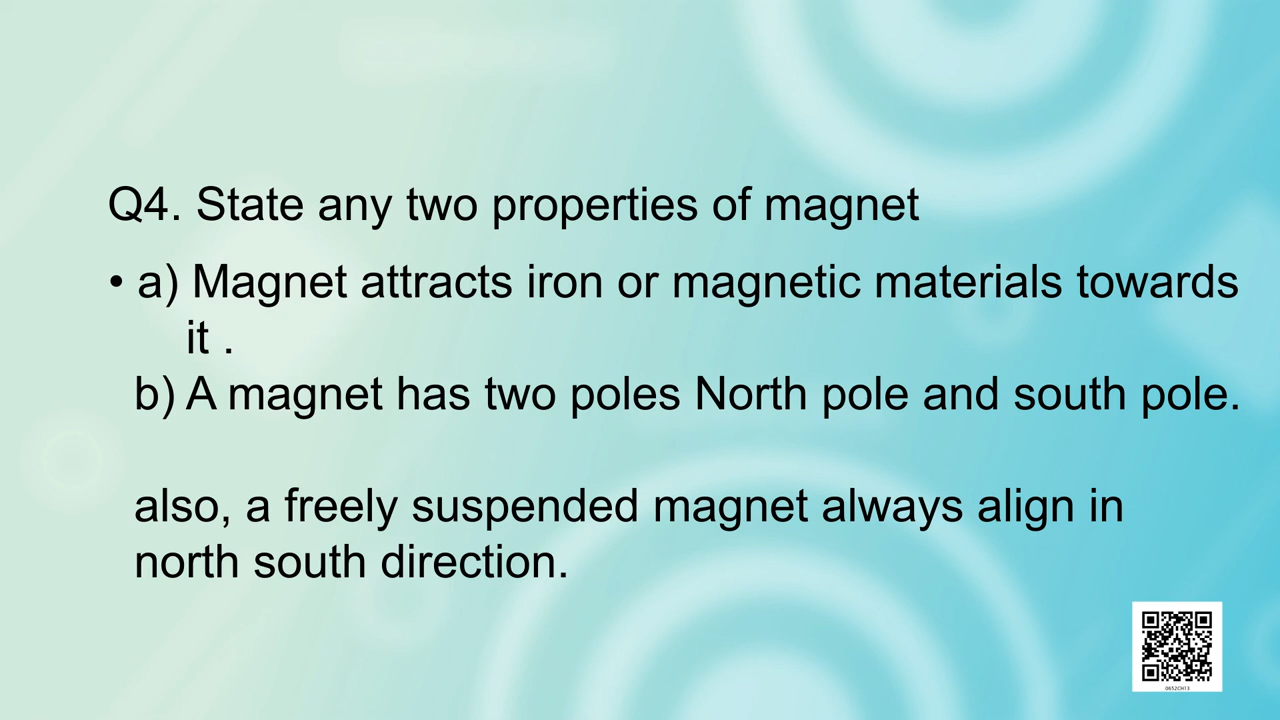 Q4. State any two properties of magnet
• a) Magnet attracts iron or magnetic materials towards
it .
b) A magnet has two poles North pole and south pole.
also, a freely suspended magnet always align in
north south direction.
0652CH13